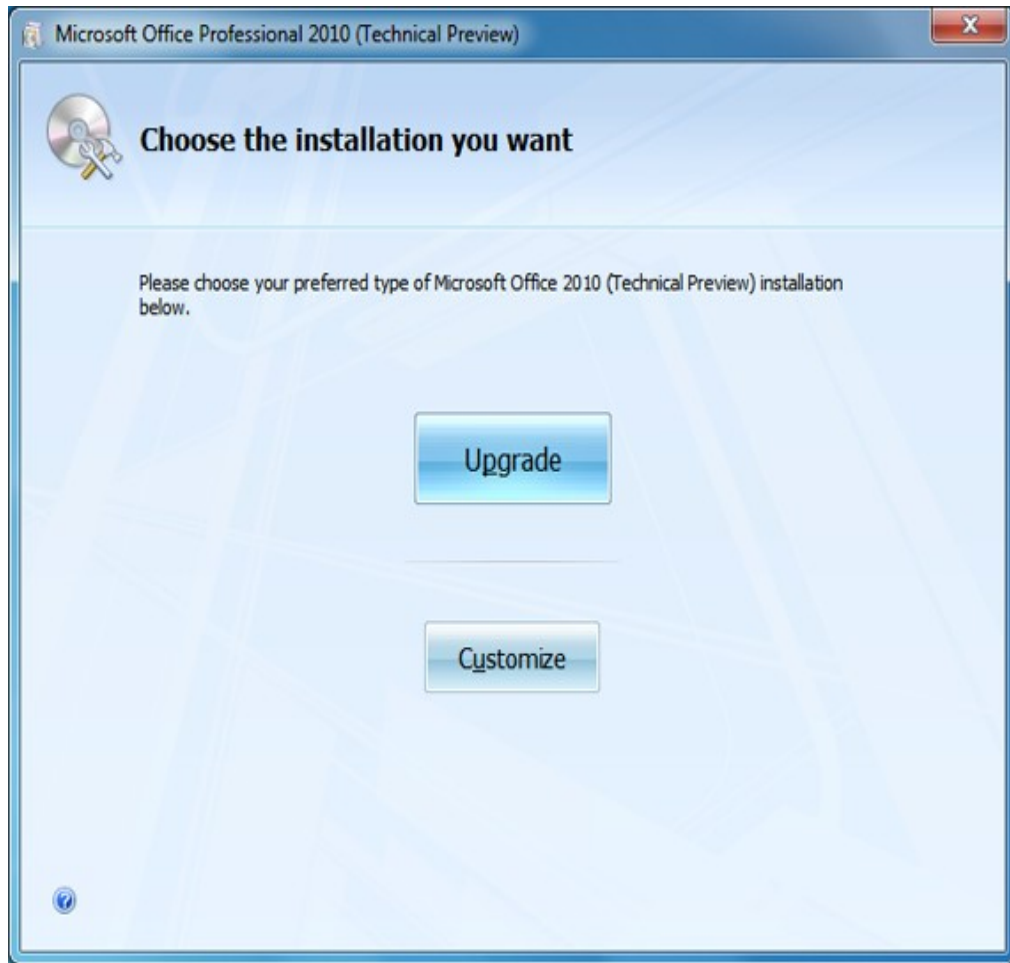 Microsoft Office Professional 2010 (Technical Preview)
Choose the installation you want
Please choose your preferred type of Microsoft Office 2010 (Technical Preview) installation
below.
Upgrade
Customize